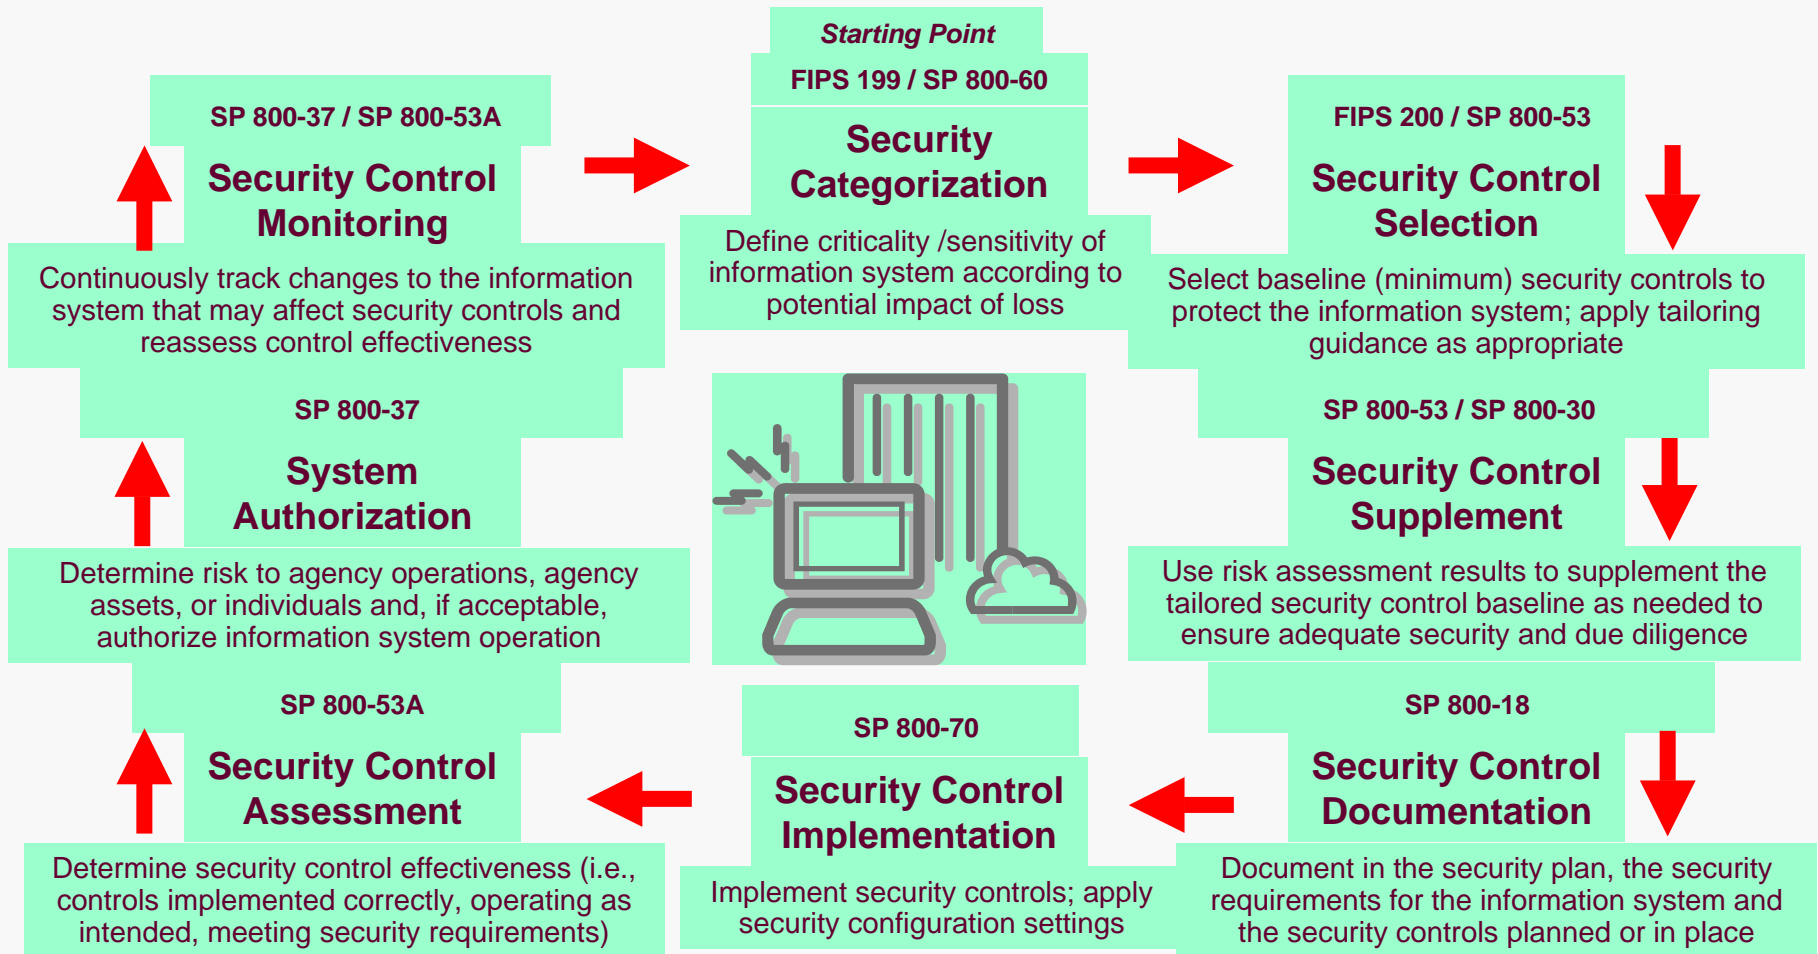 Starting Point
FIPS 199 / SP 800-60
Security
Categorization
Define criticality /sensitivity of
information system according to
potential impact of loss
FIPS 200 / SP 800-53
Security Control
Selection
Select baseline (minimum) security controls to
protect the information system; apply tailoring
guidance as appropriate
SP 800-53 / SP 800-30
Security Control
Supplement
Use risk assessment results to supplement the
tailored security control baseline as needed to
ensure adequate security and due diligence
SP 800-18
Security Control
Documentation
Document in the security plan, the security
requirements for the information system and
the security controls planned or in place
SP 800-70
Security Control
Implementation
Implement security controls; apply
security configuration settings
SP 800-53A
Security Control
Assessment
Determine security control effectiveness (i.e.,
controls implemented correctly, operating as
intended, meeting security requirements)
SP 800-37
System
Authorization
Determine risk to agency operations, agency
assets, or individuals and, if acceptable,
authorize information system operation
SP 800-37 / SP 800-53A
Security Control
Monitoring
Continuously track changes to the information
system that may affect security controls and
reassess control effectiveness